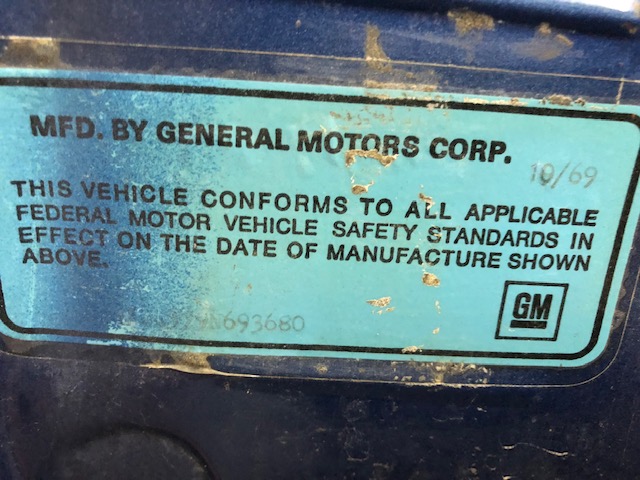 MFD. BY GENERAL MOTORS CORP.
10/69
THIS VEHICLE CONFORMS TO ALL APPLICABLE
FEDERAL MOTOR VEHICLE SAFETY STANDARDS IN
EFFECT ON THE DATE OF MANUFACTURE SHOWN
ABOVE.
693680
GM